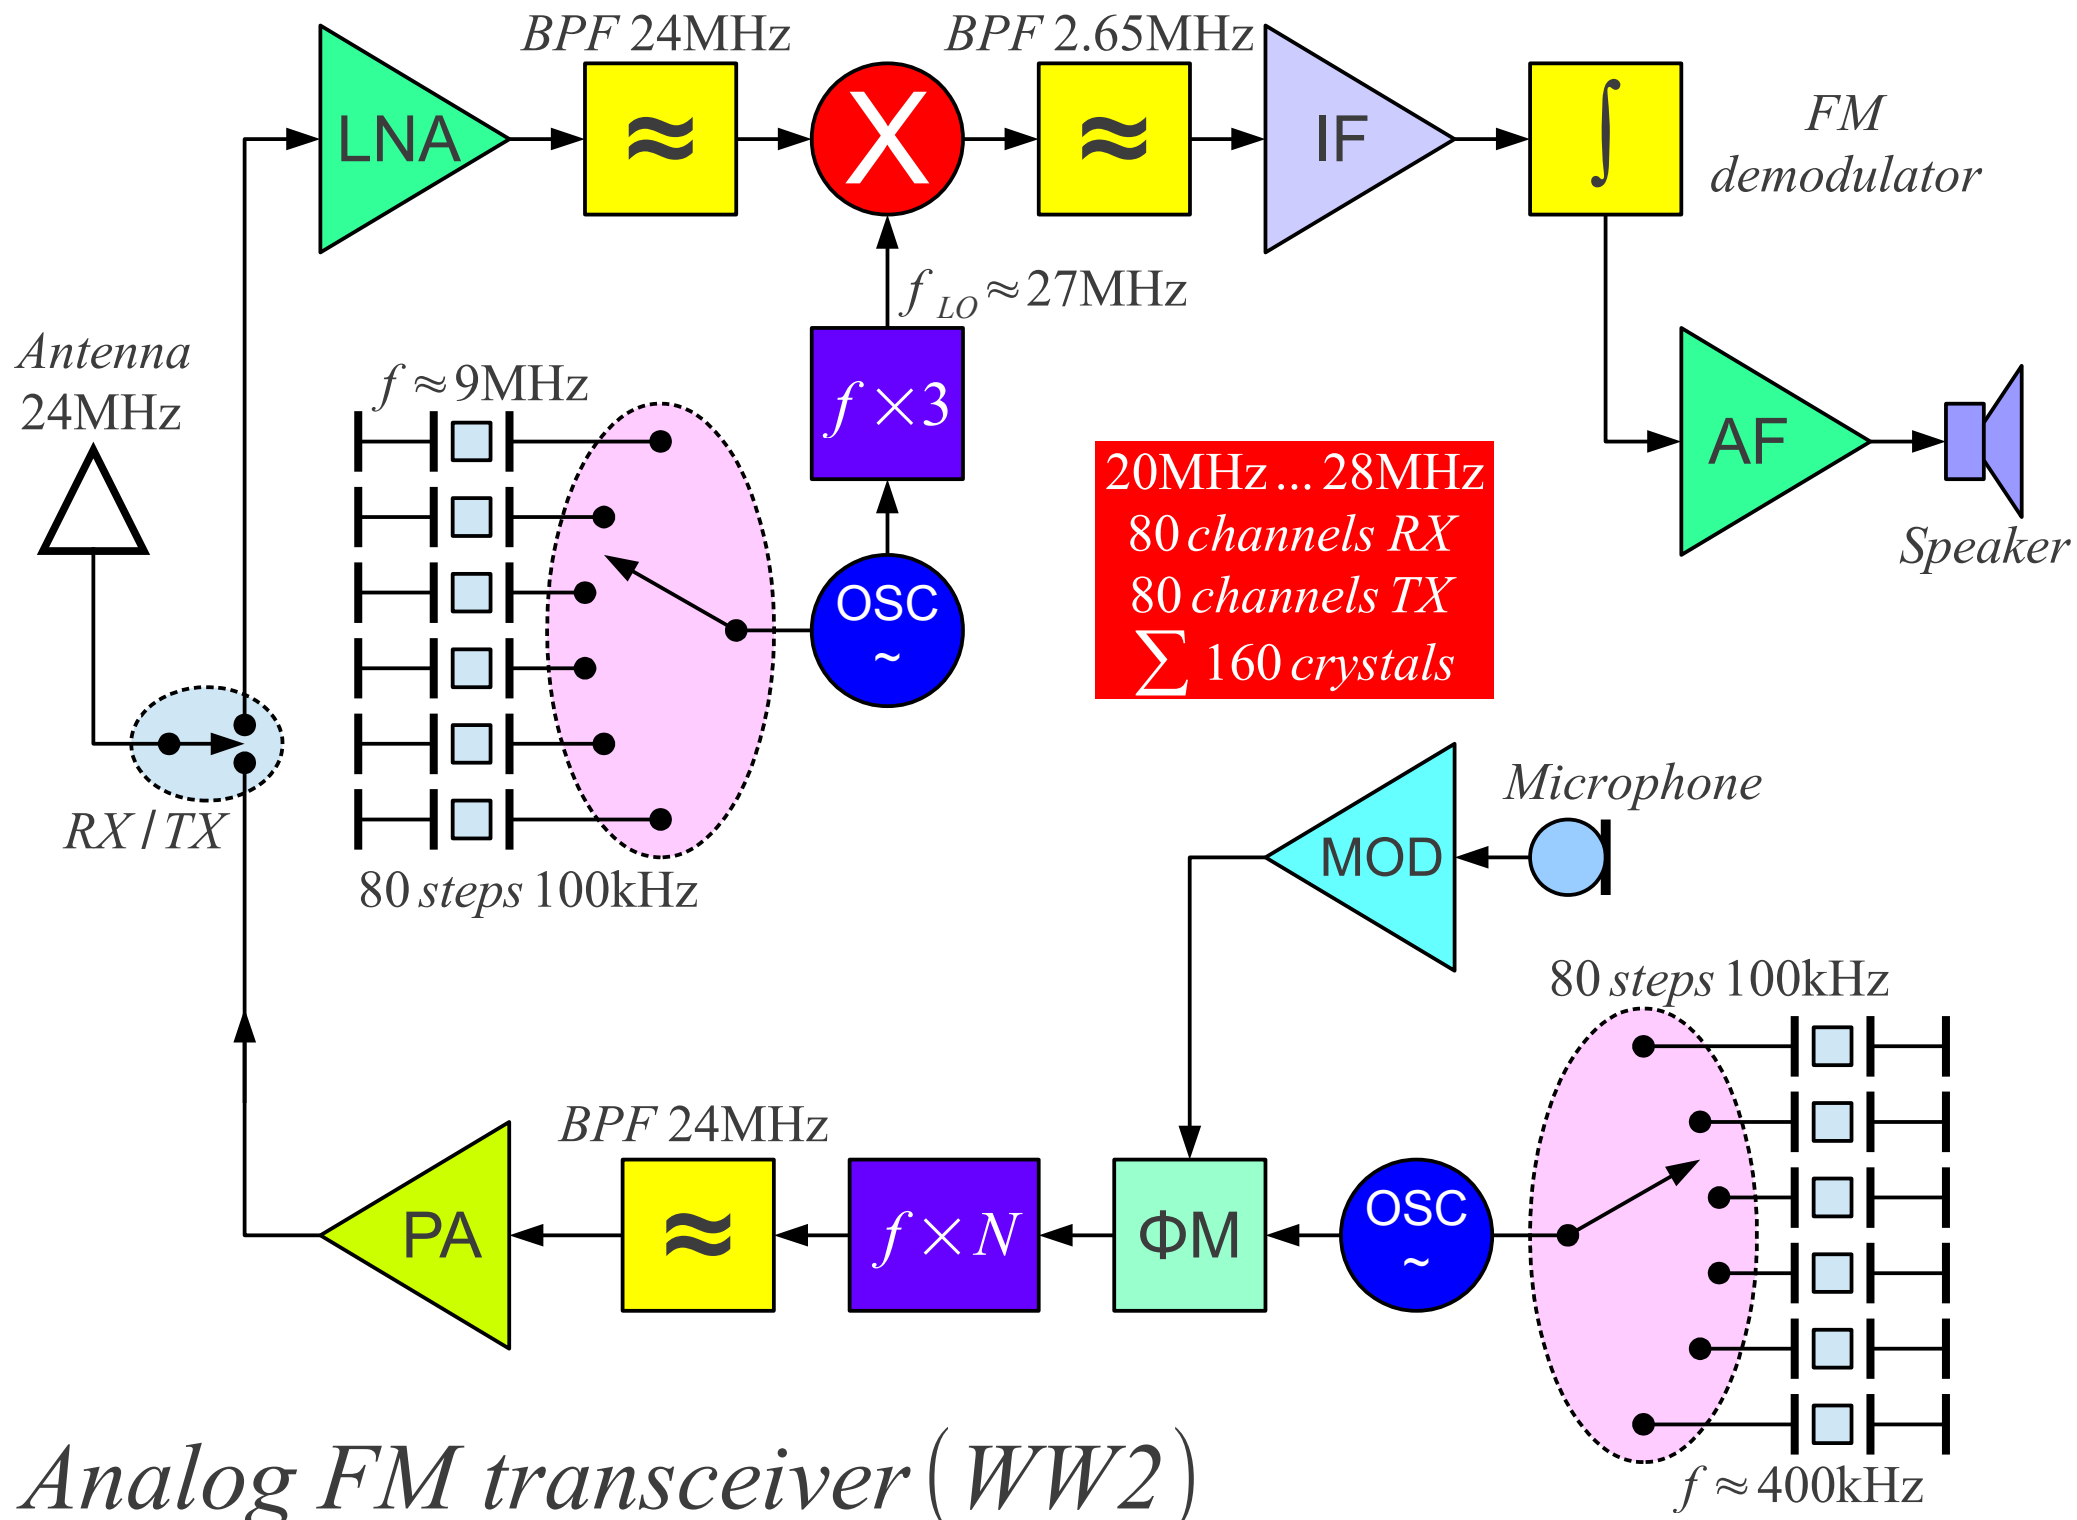 BPF 24MHz
BPF 2.65MHz
LNA
≈
X
≈
IF
∫
FM
demodulator
f LO ≈27MHz
Antenna
24MHz
f ≈9MHz
f ×3
20MHz ... 28MHz
80 channels RX
80 channels TX
∑ 160 crystals
AF
Speaker
OSC
~
RX / TX
80 steps 100kHz
Microphone
MOD
80 steps 100kHz
BPF 24MHz
PA
≈
f ×N
ΦM
OSC
~
f ≈400kHz
Analog FM transceiver (WW2)